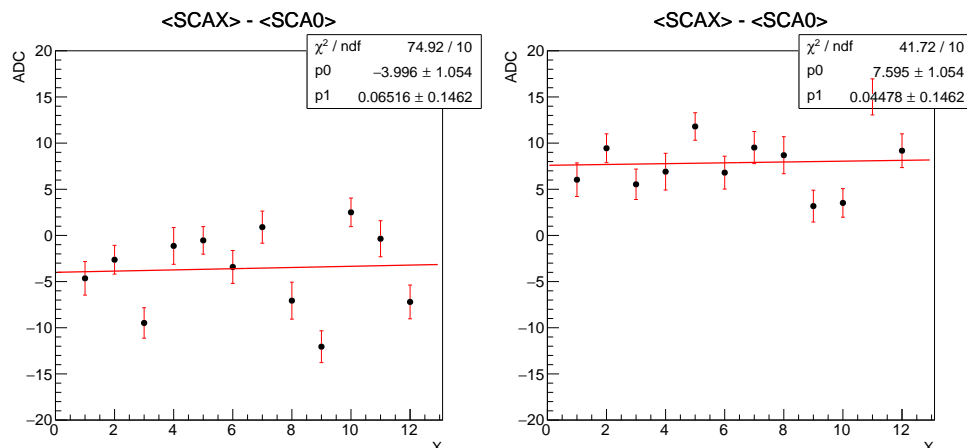 <SCAX> - <SCA0>
χ² / ndf 74.92 / 10
p0 −3.996 ± 1.054
p1 0.06516 ± 0.1462
ADC
20
15
10
5
0
−5
−10
−15
−20
0 2 4 6 8 10 12
X
<SCAX> - <SCA0>
χ² / ndf 41.72 / 10
p0 7.595 ± 1.054
p1 0.04478 ± 0.1462
ADC
20
15
10
5
0
−5
−10
−15
−20
0 2 4 6 8 10 12
X